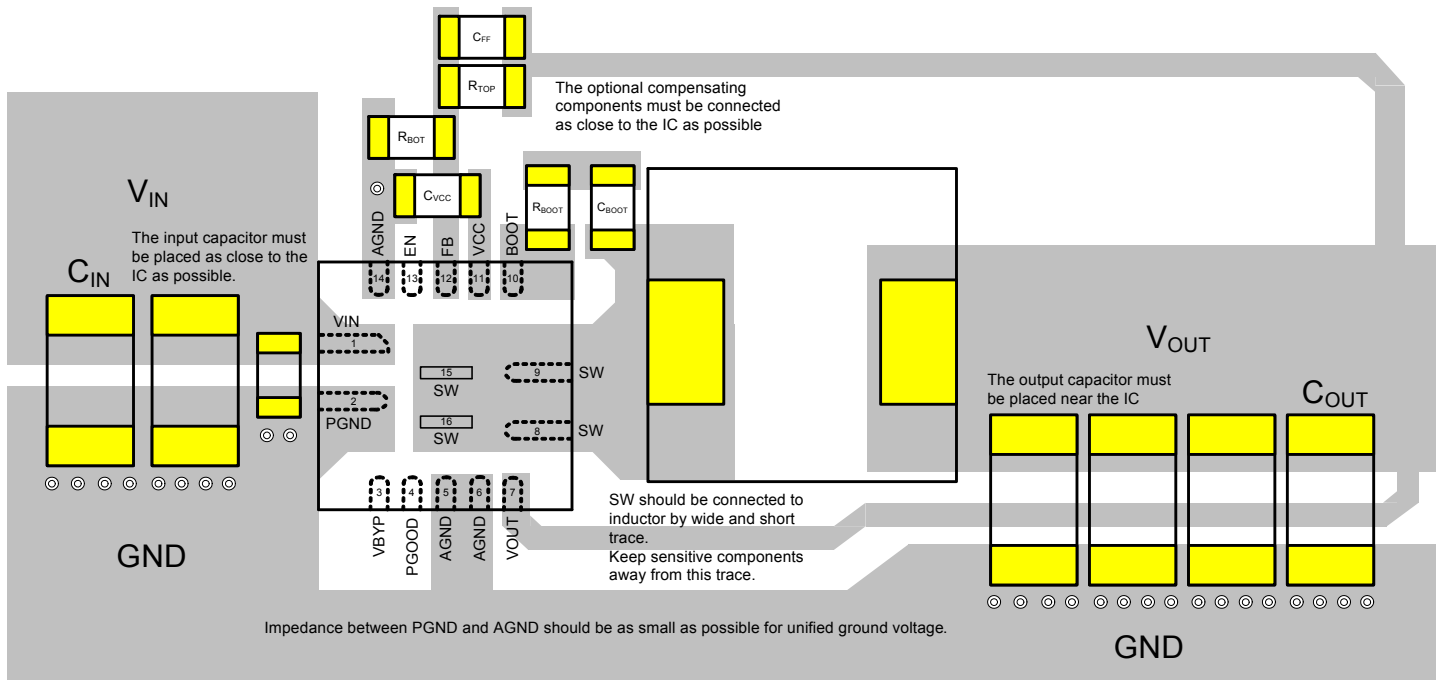 CFF
RTOP
The optional compensating
components must be connected
as close to the IC as possible
RBOT
CVCC
RBOOT
CBOOT
VIN
The input capacitor must
be placed as close to the
IC as possible.
CIN
AGND
EN
FB
VCC
BOOT
14
13
12
11
10
VIN
1
2
PGND
15
SW
16
SW
9
SW
8
SW
3
4
5
6
7
VBYP
PGOOD
AGND
AGND
VOUT
SW should be connected to
inductor by wide and short
trace.
Keep sensitive components
away from this trace.
VOUT
The output capacitor must
be placed near the IC
COUT
GND
Impedance between PGND and AGND should be as small as possible for unified ground voltage.
GND